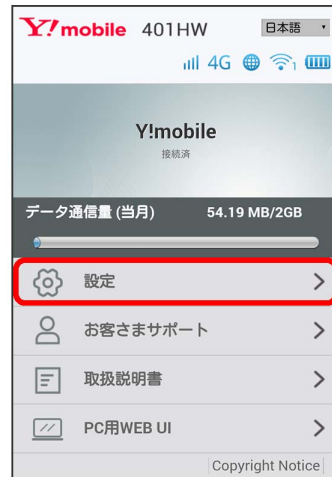 Y!mobile 401HW 日本語
4G 1
Y!mobile
接続済
データ通信量 (当月) 54.19 MB/2GB
設定
お客さまサポート
取扱説明書
PC用WEB UI
Copyright Notice